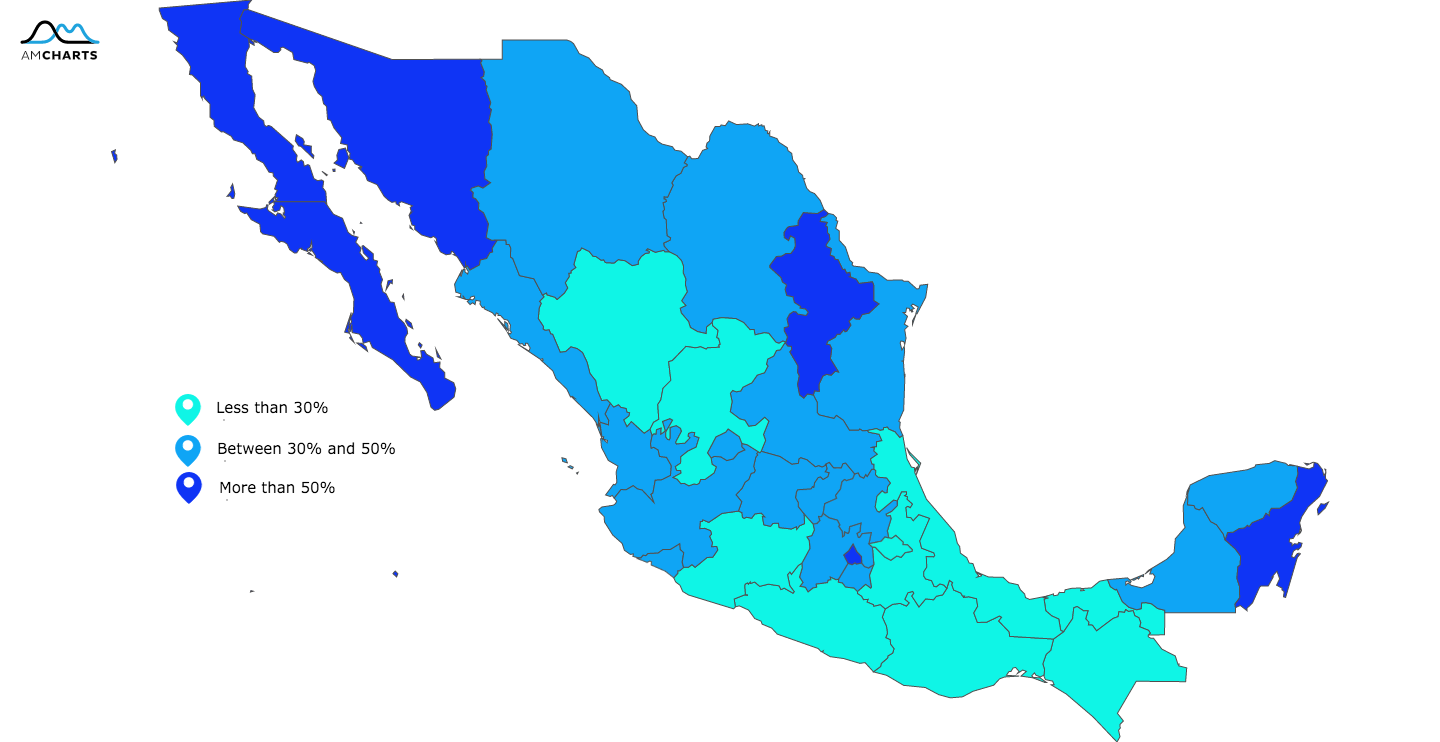 AMCHARTS
Less than 30%
Between 30% and 50%
More than 50%